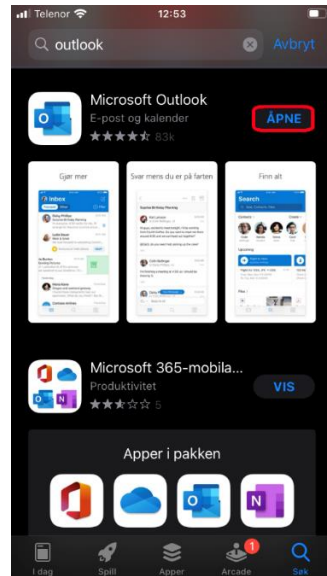 Telenor 12:53
outlook Avbryt
Microsoft Outlook
E-post og kalender
ÅPNE
83k
Gjør mer
Svar mens du er på farten
Finn alt
Inbox
Search
Microsoft 365-mobila...
Produktivitet
VIS
5
Apper i pakken
1
I dag Spill Apper Arcade Søk